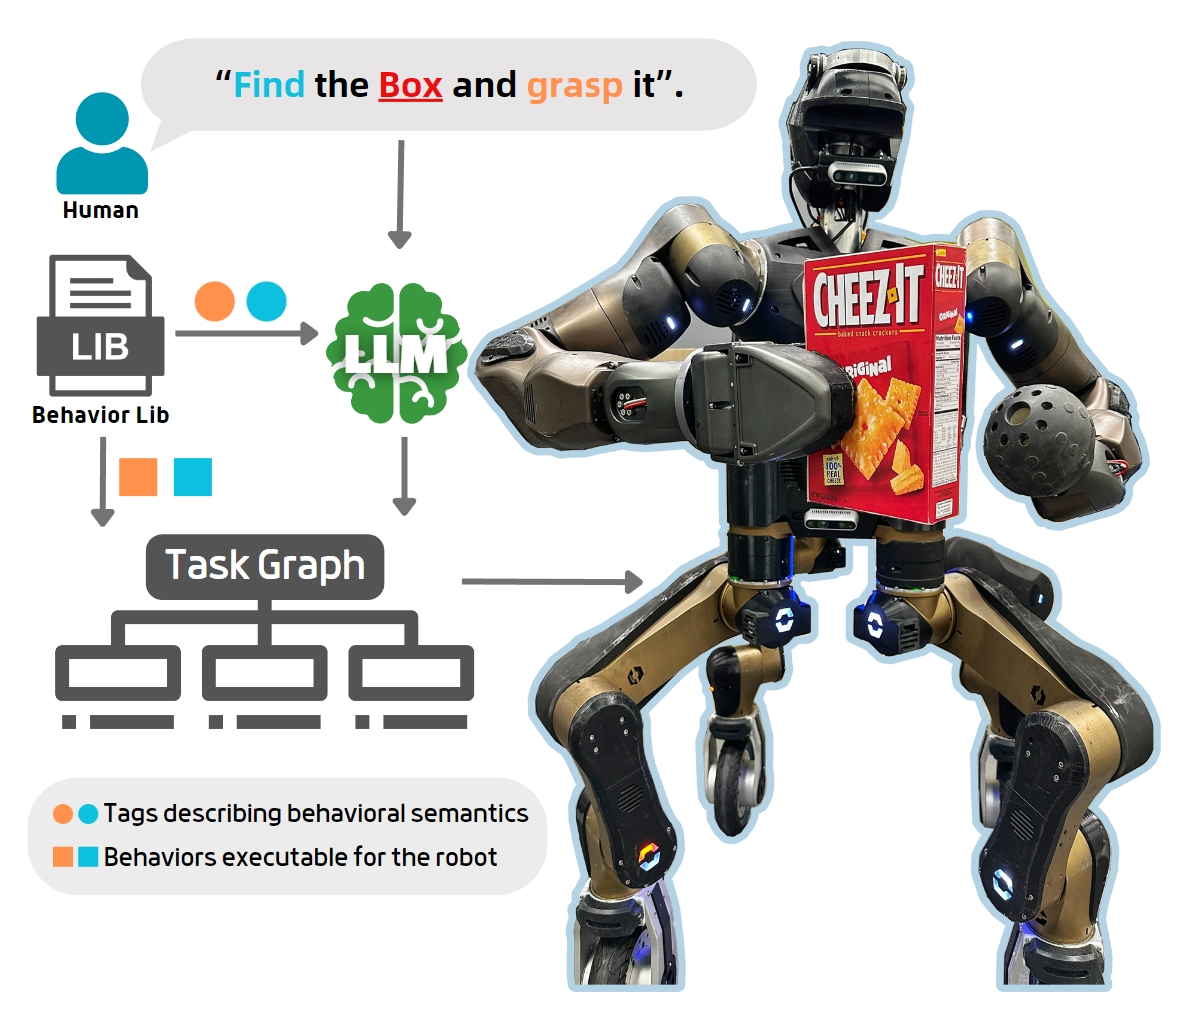 “Find the Box and grasp it”.
Human
LIB
Behavior Lib
LLM
Task Graph
Tags describing behavioral semantics
Behaviors executable for the robot
CHEEZ-IT
baked snack crackers
ORIGINAL
100%
REAL
CHEESE
CHEEZ-IT
ORIGINAL
Nutrition Facts